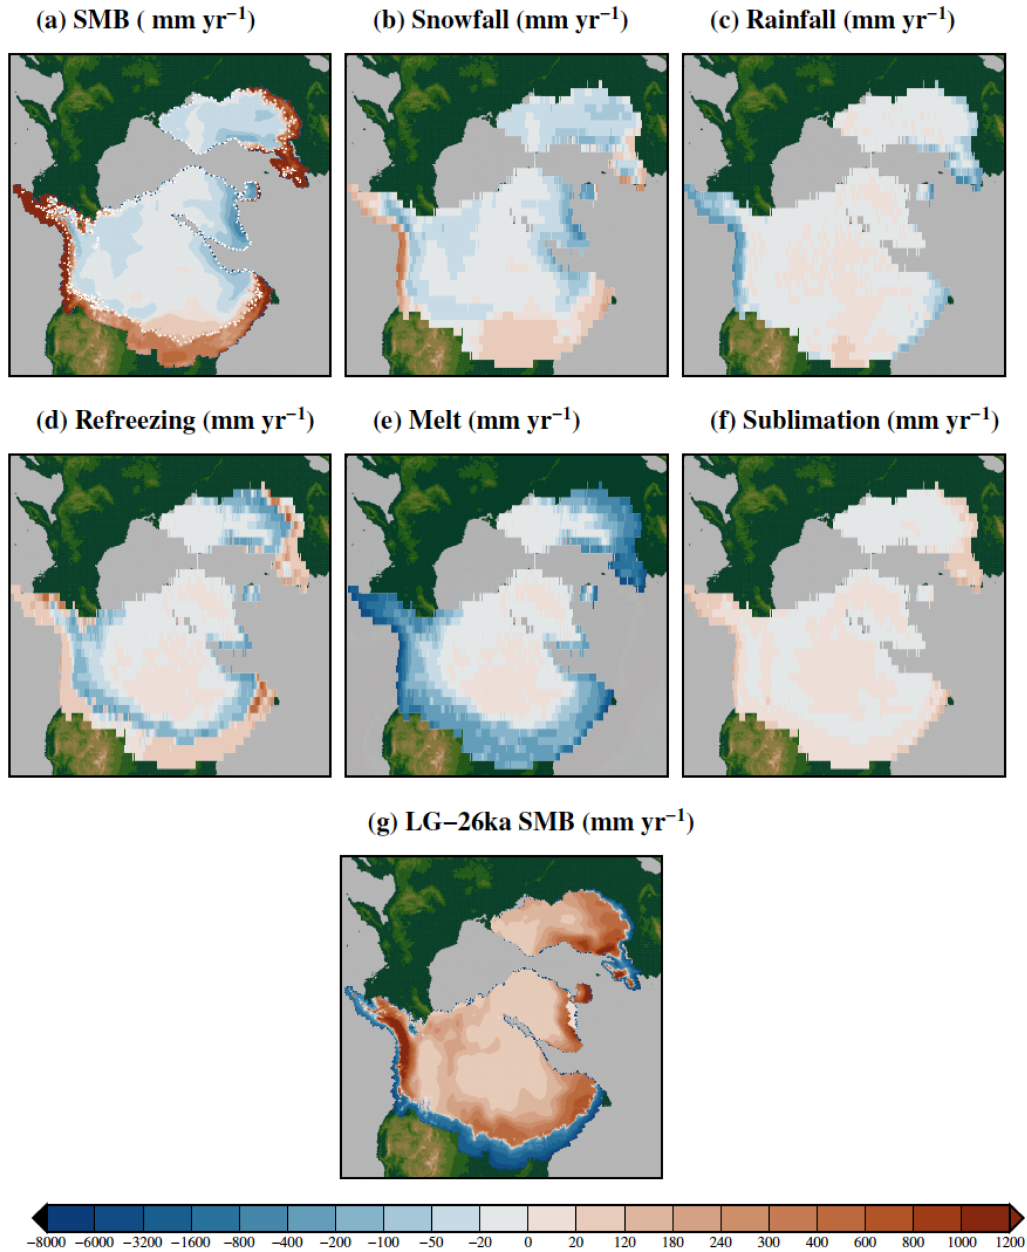 (a) SMB ( mm yr−1)
(b) Snowfall (mm yr−1)
(c) Rainfall (mm yr−1)
(d) Refreezing (mm yr−1)
(e) Melt (mm yr−1)
(f) Sublimation (mm yr−1)
(g) LG−26ka SMB (mm yr−1)
−8000 −6000 −3200 −1600 −800 −400 −200 −100 −50 −20 0 20 120 180 240 300 400 600 800 1000 1200